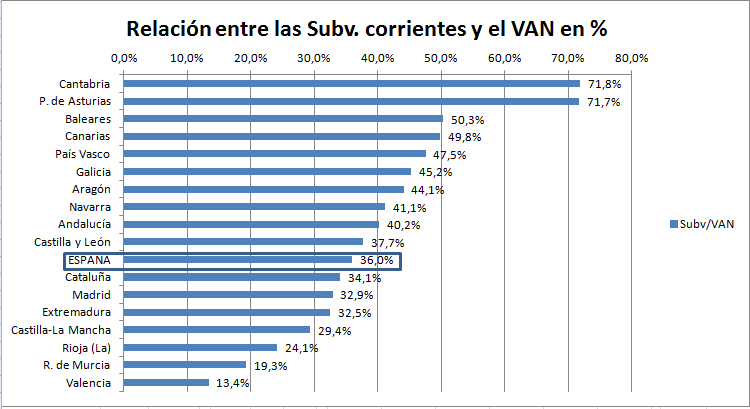 Relación entre las Subv. corrientes y el VAN en %
0,0% 10,0% 20,0% 30,0% 40,0% 50,0% 60,0% 70,0% 80,0%
Cantabria 71,8%
P. de Asturias 71,7%
Baleares 50,3%
Canarias 49,8%
País Vasco 47,5%
Galicia 45,2%
Aragón 44,1%
Navarra 41,1%
Andalucía 40,2%
Castilla y León 37,7%
ESPANA 36,0%
Cataluña 34,1%
Madrid 32,9%
Extremadura 32,5%
Castilla-La Mancha 29,4%
Rioja (La) 24,1%
R. de Murcia 19,3%
Valencia 13,4%
Subv/VAN